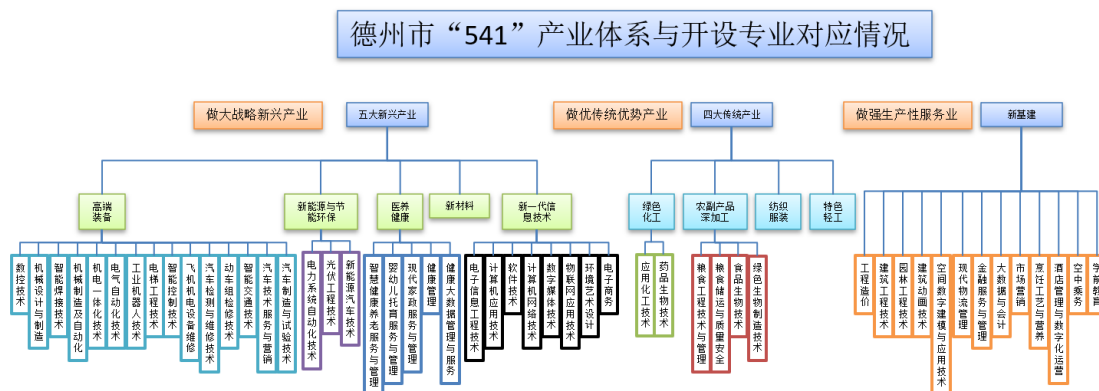 德州市“541”产业体系与开设专业对应情况
做大战略新兴产业
五大新兴产业
做优传统优势产业
四大传统产业
做强生产性服务业
新基建
高端
装备
新能源与节
能环保
医养
健康
新材料
新一代信
息技术
绿色
化工
农副产品
深加工
纺织
服装
特色
轻工
数控技术
机械设计与制造
智能焊接技术
机械制造及自动化
机电一体化技术
电气自动化技术
工业机器人技术
电梯工程技术
智能控制技术
飞机机电设备维修
汽车检测与维修技术
动车组检修技术
智能交通技术
汽车技术服务与营销
汽车制造与试验技术
电力系统自动化技术
光伏工程技术
新能源汽车技术
智慧健康养老服务与管理
婴幼儿托育服务与管理
现代家政服务与管理
健康管理
健康大数据管理与服务
电子信息工程技术
计算机应用技术
软件技术
计算机网络技术
数字媒体技术
物联网应用技术
环境艺术设计
电子商务
应用化工技术
药品生物技术
粮食工程技术与管理
粮食储运与质量安全
食品生物技术
绿色生物制造技术
工程造价
建筑工程技术
园林工程技术
建筑动画技术
空间数字建模与应用技术
现代物流管理
金融服务与管理
大数据与会计
市场营销
烹饪工艺与营养
酒店管理与数字化运营
空中乘务
学前教育